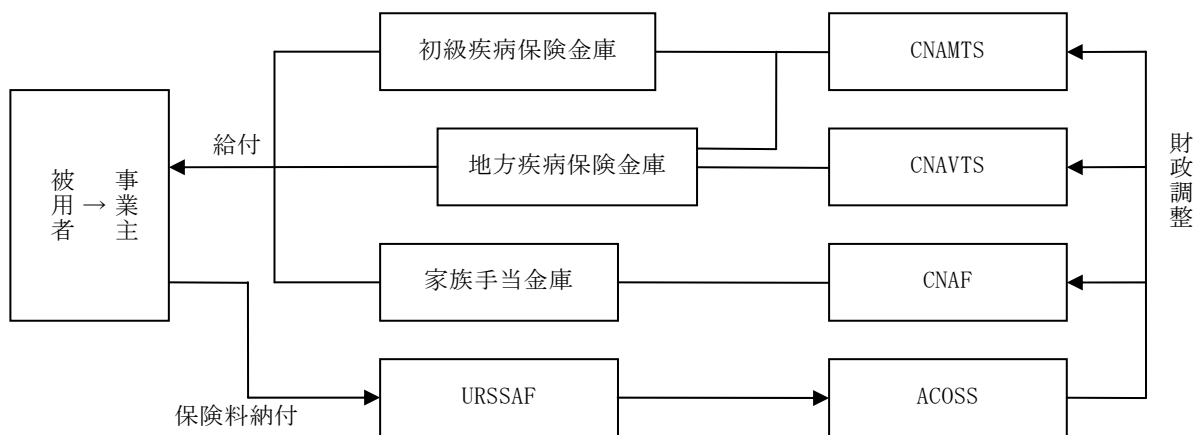 初級疾病保険金庫
CNAMTS
給付
地方疾病保険金庫
CNAVTS
財政調整
被用者
→
事業主
家族手当金庫
CNAF
保険料納付
URSSAF
ACOSS